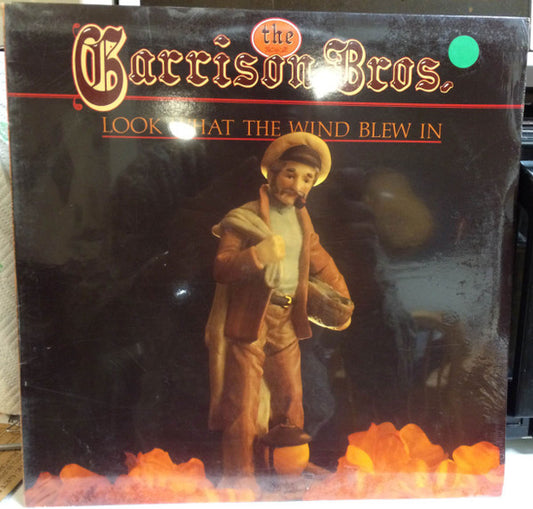 the
Garrison Bros.
LOOK WHAT THE WIND BLEW IN